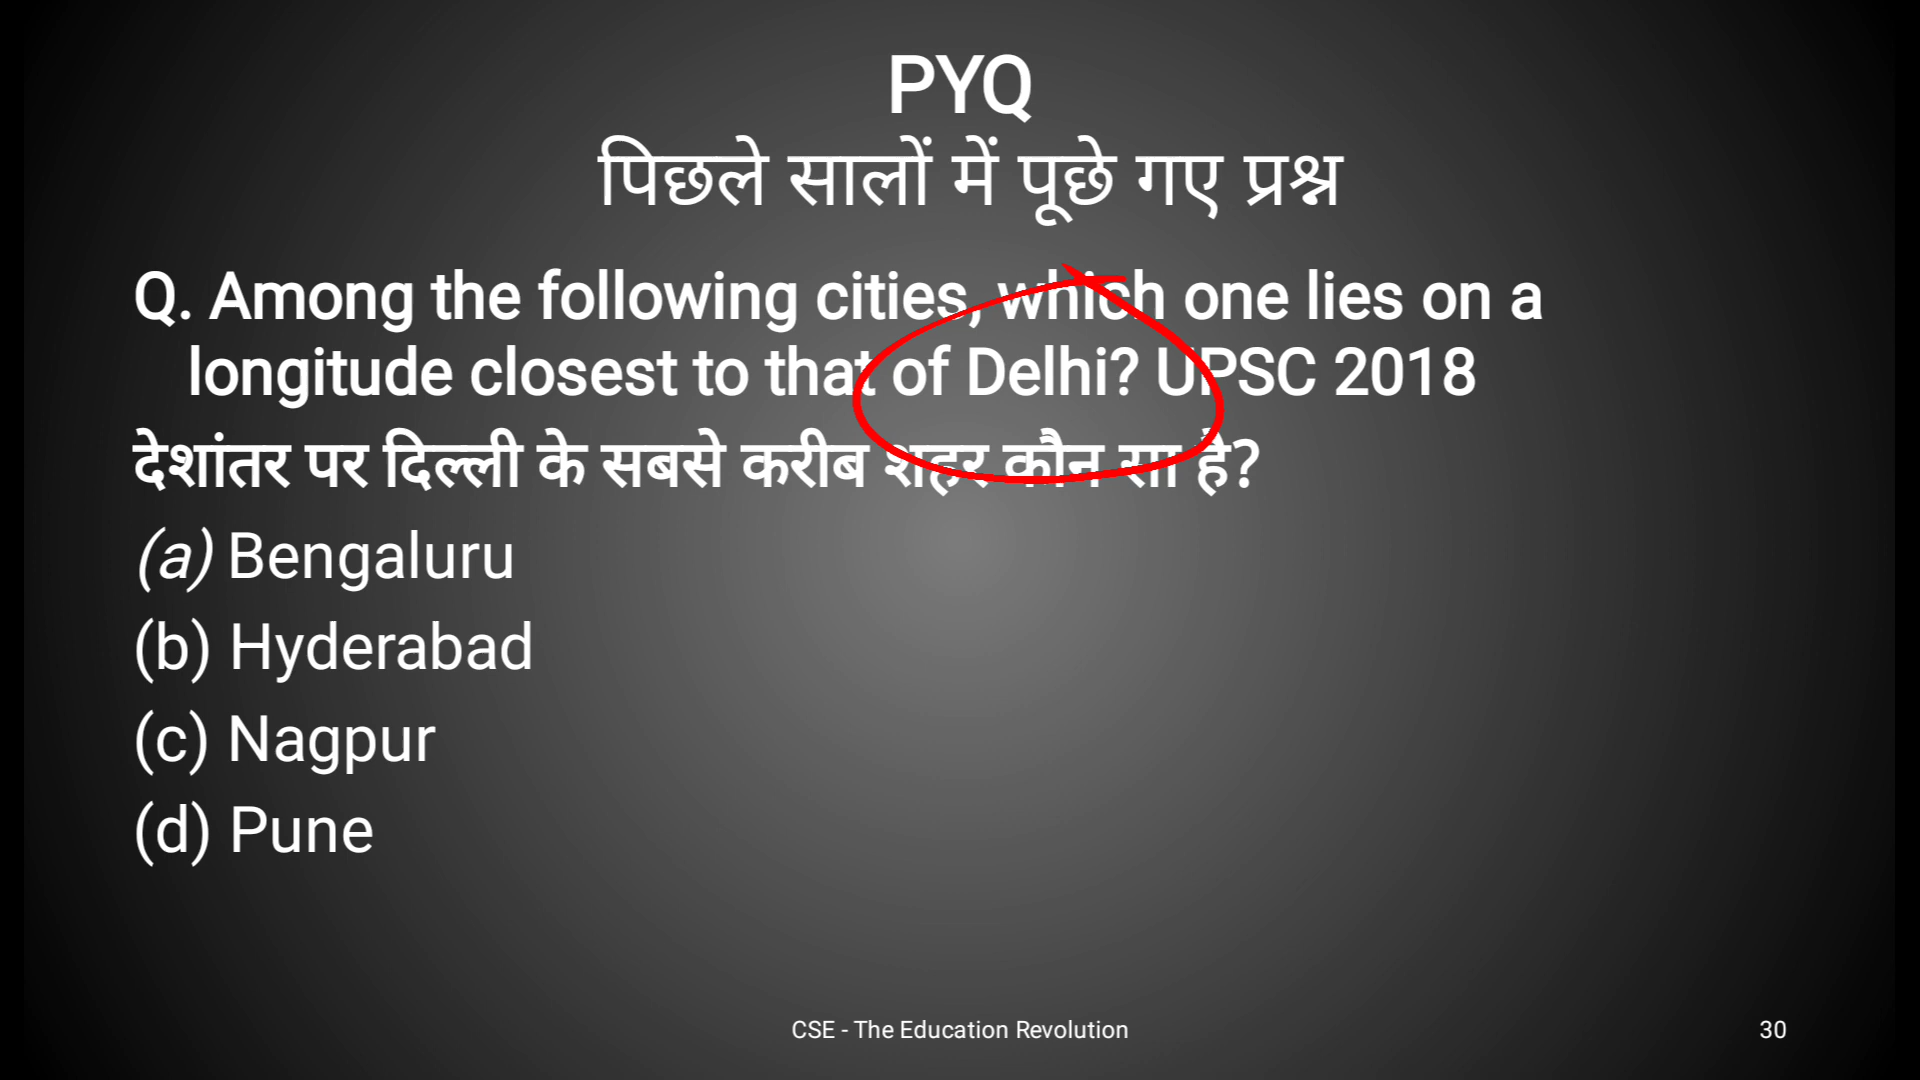 PYQ
पिछले सालों में पूछे गए प्रश्न
Q. Among the following cities, which one lies on a
longitude closest to that of Delhi? UPSC 2018
देशांतर पर दिल्ली के सबसे करीब शहर कौन सा है?
(a) Bengaluru
(b) Hyderabad
(c) Nagpur
(d) Pune
CSE - The Education Revolution
30